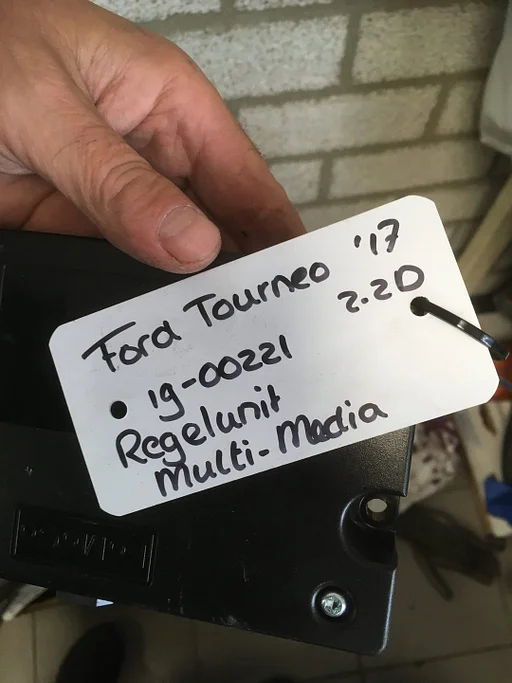 Ford Tourneo '17
2.2D
19-00221
Regelunit
Multi-Media